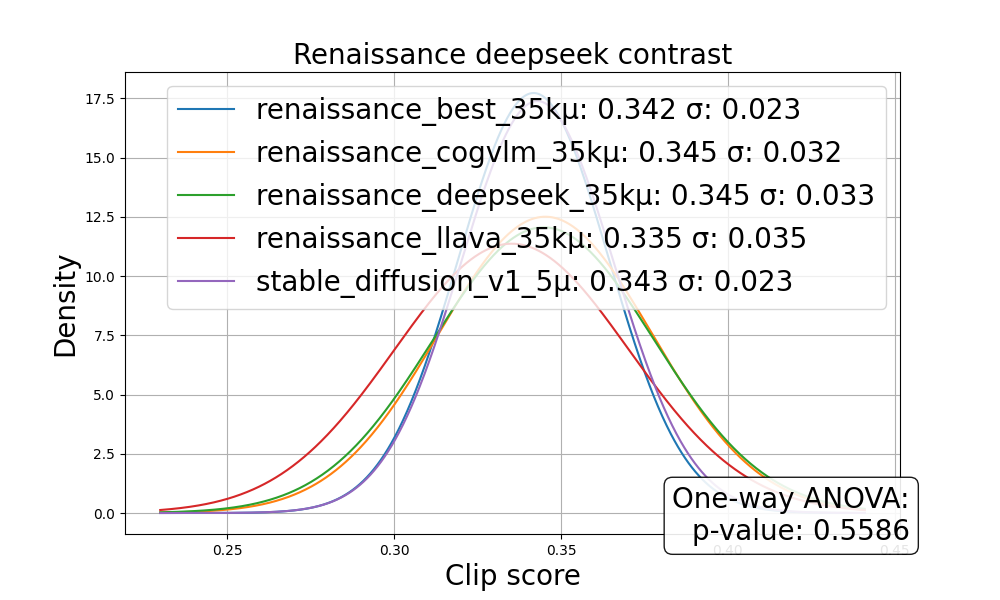 Renaissance deepseek contrast
renaissance_best_35kμ: 0.342 σ: 0.023
renaissance_cogvlm_35kμ: 0.345 σ: 0.032
renaissance_deepseek_35kμ: 0.345 σ: 0.033
renaissance_llava_35kμ: 0.335 σ: 0.035
stable_diffusion_v1_5μ: 0.343 σ: 0.023
17.5
15.0
12.5
10.0
7.5
5.0
2.5
0.0
Density
One-way ANOVA:
p-value: 0.5586
0.25
0.30
0.35
0.40
0.45
Clip score